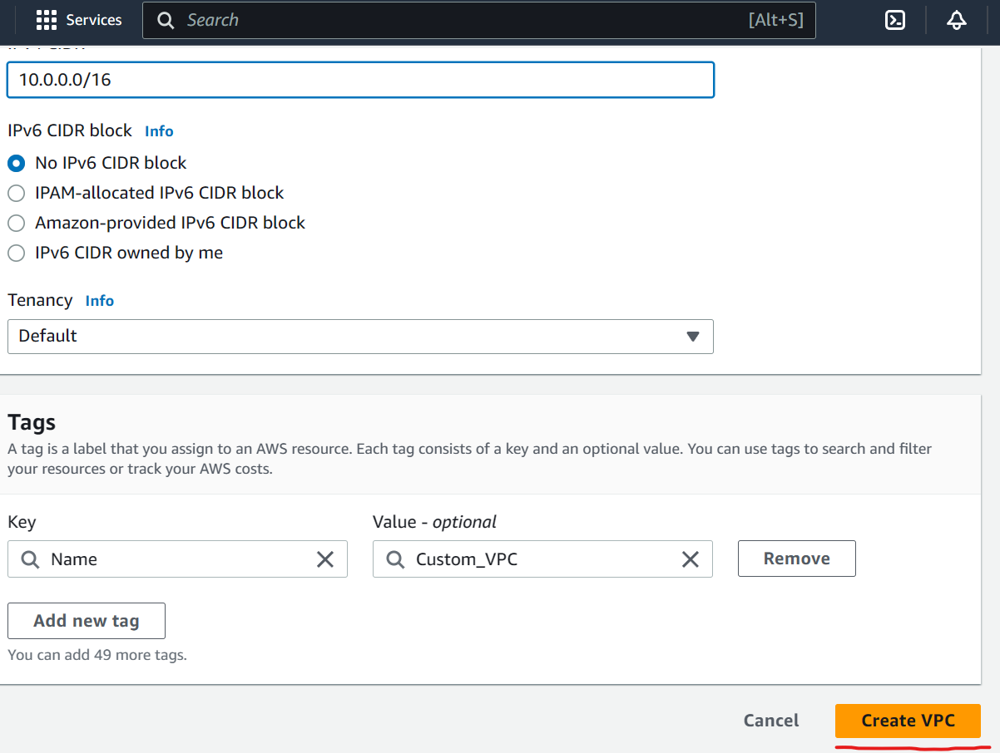 Services
Search
[Alt+S]
10.0.0.0/16
IPv6 CIDR block Info
No IPv6 CIDR block
IPAM-allocated IPv6 CIDR block
Amazon-provided IPv6 CIDR block
IPv6 CIDR owned by me
Tenancy Info
Default
Tags
A tag is a label that you assign to an AWS resource. Each tag consists of a key and an optional value. You can use tags to search and filter
your resources or track your AWS costs.
Key
Value - optional
Name
Custom_VPC
Remove
Add new tag
You can add 49 more tags.
Cancel
Create VPC